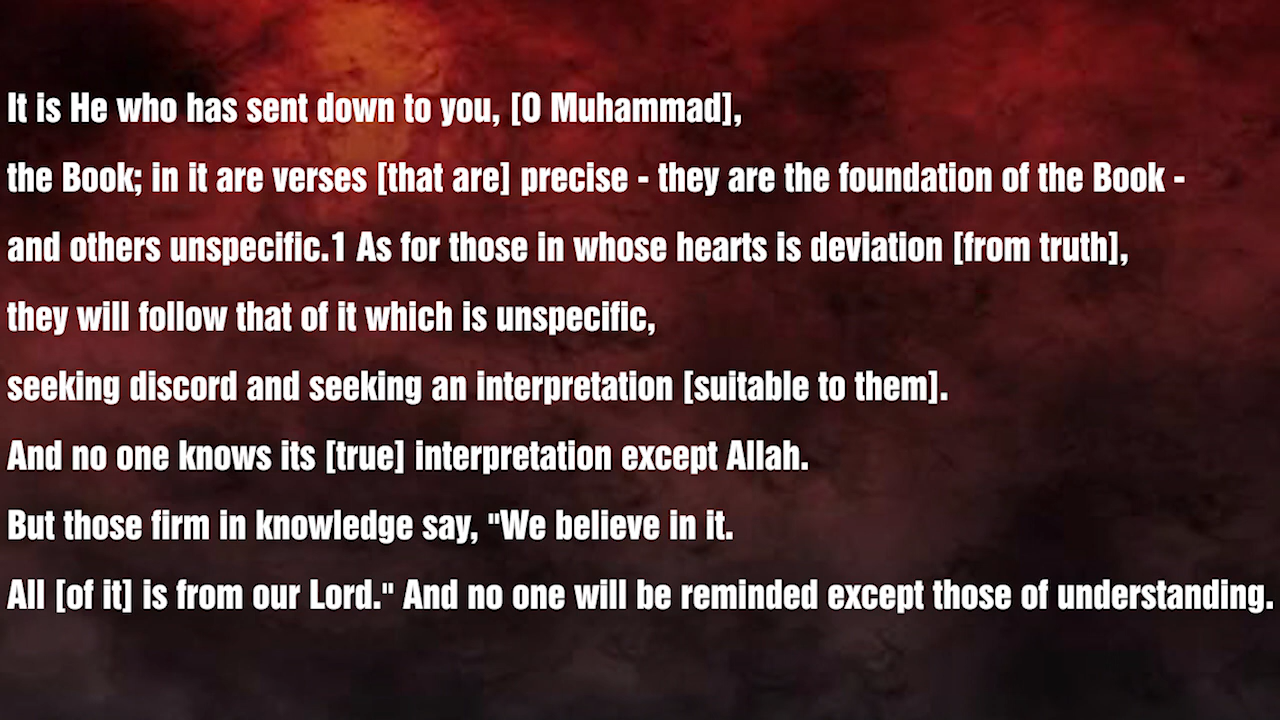 It is He who has sent down to you, [O Muhammad],
the Book; in it are verses [that are] precise - they are the foundation of the Book -
and others unspecific.1 As for those in whose hearts is deviation [from truth],
they will follow that of it which is unspecific,
seeking discord and seeking an interpretation [suitable to them].
And no one knows its [true] interpretation except Allah.
But those firm in knowledge say, "We believe in it.
All [of it] is from our Lord." And no one will be reminded except those of understanding.